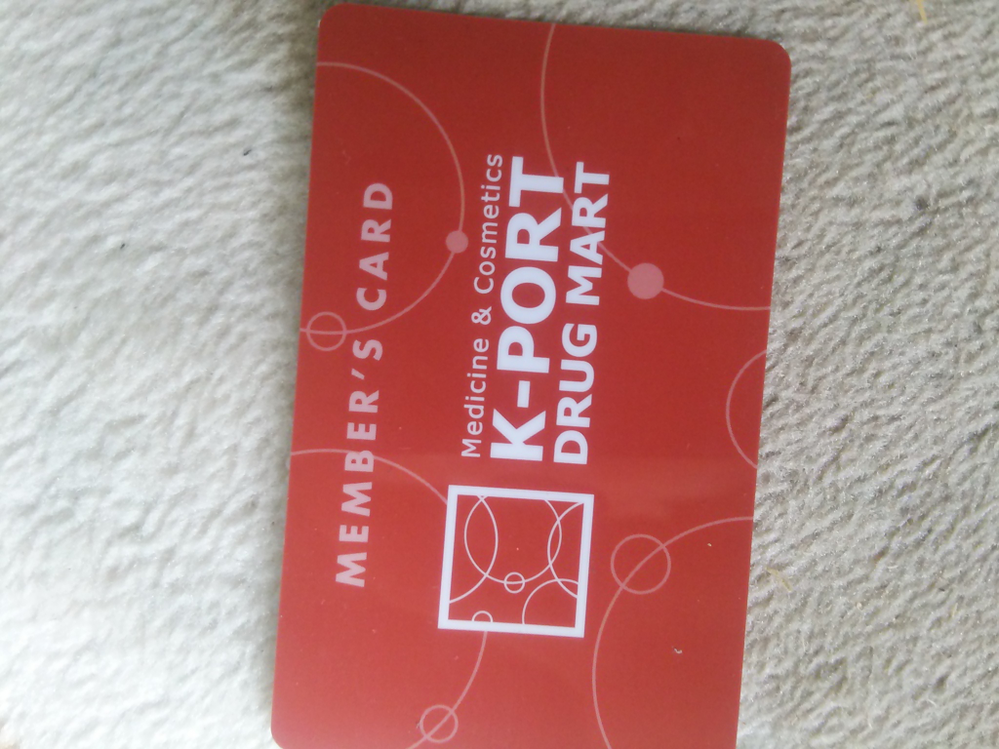 MEMBER'S CARD
Medicine & Cosmetics
K-PORT
DRUG MART